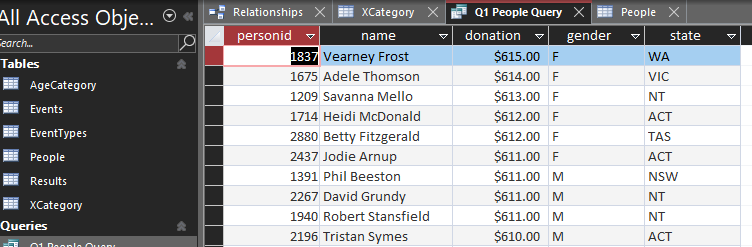 All Access Obje...
Search...
Tables
AgeCategory
Events
EventTypes
People
Results
XCategory
Queries
Q1 People Query
Relationships XCategory Q1 People Query People
personid name donation gender state
1837 Vearney Frost $615.00 F WA
1675 Adele Thomson $614.00 F VIC
1209 Savanna Mello $613.00 F NT
1714 Heidi McDonald $612.00 F ACT
2880 Betty Fitzgerald $612.00 F TAS
2437 Jodie Arnup $611.00 F ACT
1391 Phil Beeston $611.00 M NSW
2267 David Grundy $611.00 M NT
1940 Robert Stansfield $611.00 M NT
2196 Tristan Symes $610.00 M ACT